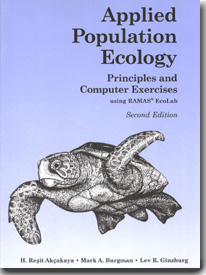 Applied
Population
Ecology
Principles and
Computer Exercises
using RAMAS® EcoLab
Second Edition
H. Reşit Akçakaya • Mark A. Burgman • Lev R. Ginzburg